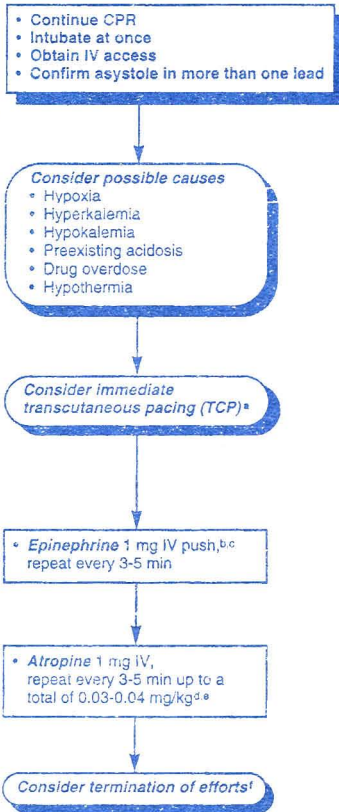 • Continue CPR
• Intubate at once
• Obtain IV access
• Confirm asystole in more than one lead
Consider possible causes
• Hypoxia
• Hyperkalemia
• Hypokalemia
• Preexisting acidosis
• Drug overdose
• Hypothermia
Consider immediate
transcutaneous pacing (TCP)ᵃ
• Epinephrine 1 mg IV push,ᵇ,ᶜ
repeat every 3-5 min
• Atropine 1 mg IV,
repeat every 3-5 min up to a
total of 0.03-0.04 mg/kgᵈ,ᵉ
Consider termination of effortsᶠ